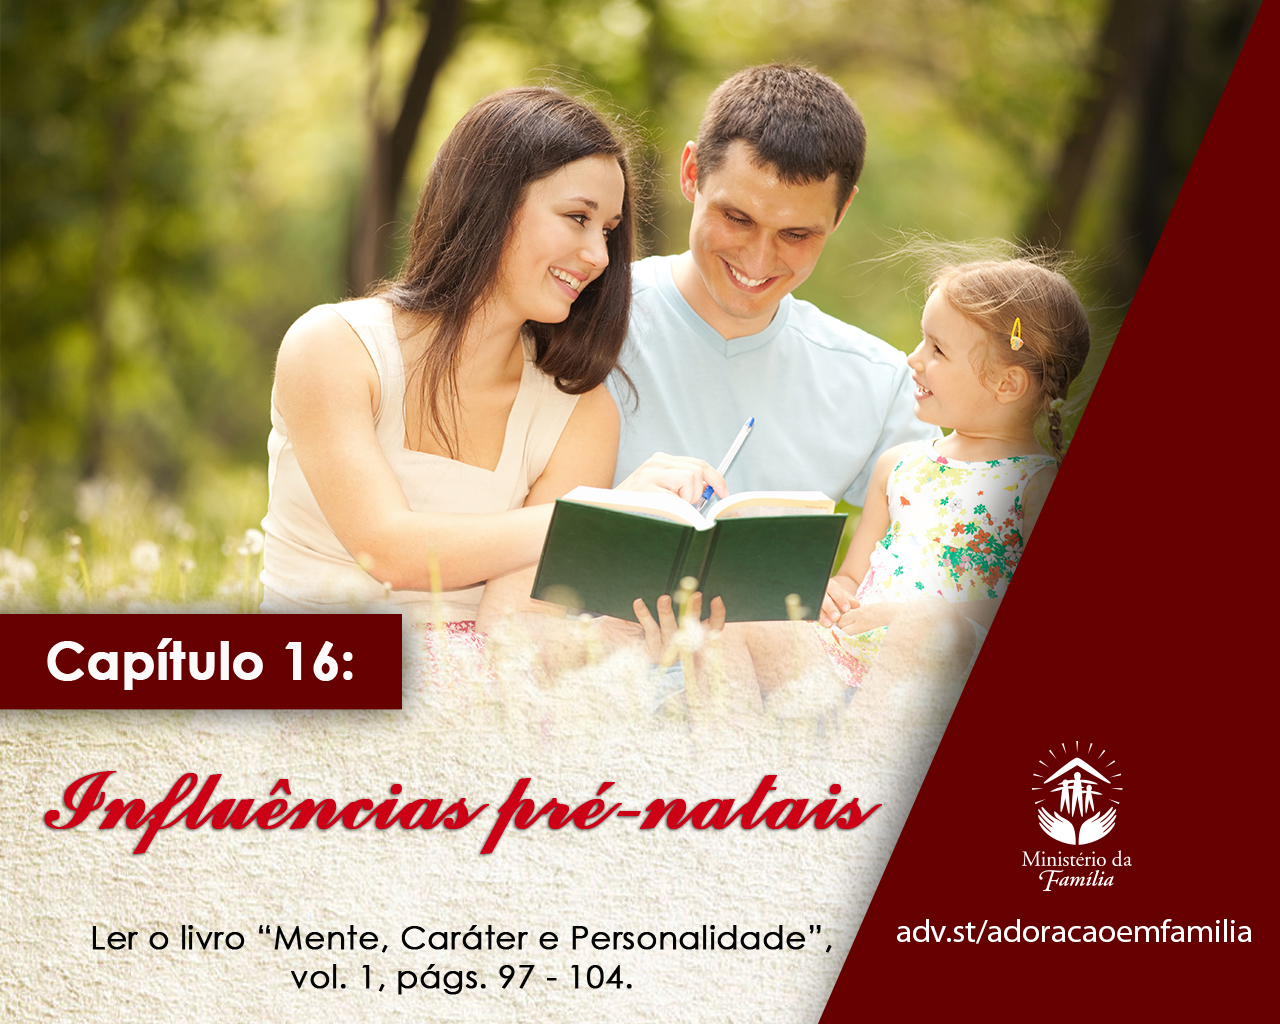 Capítulo 16:
Influências pré-natais
Ler o livro “Mente, Caráter e Personalidade”,
vol. 1, págs. 97 - 104.
Ministério da
Família
adv.st/adoracaoemfamilia